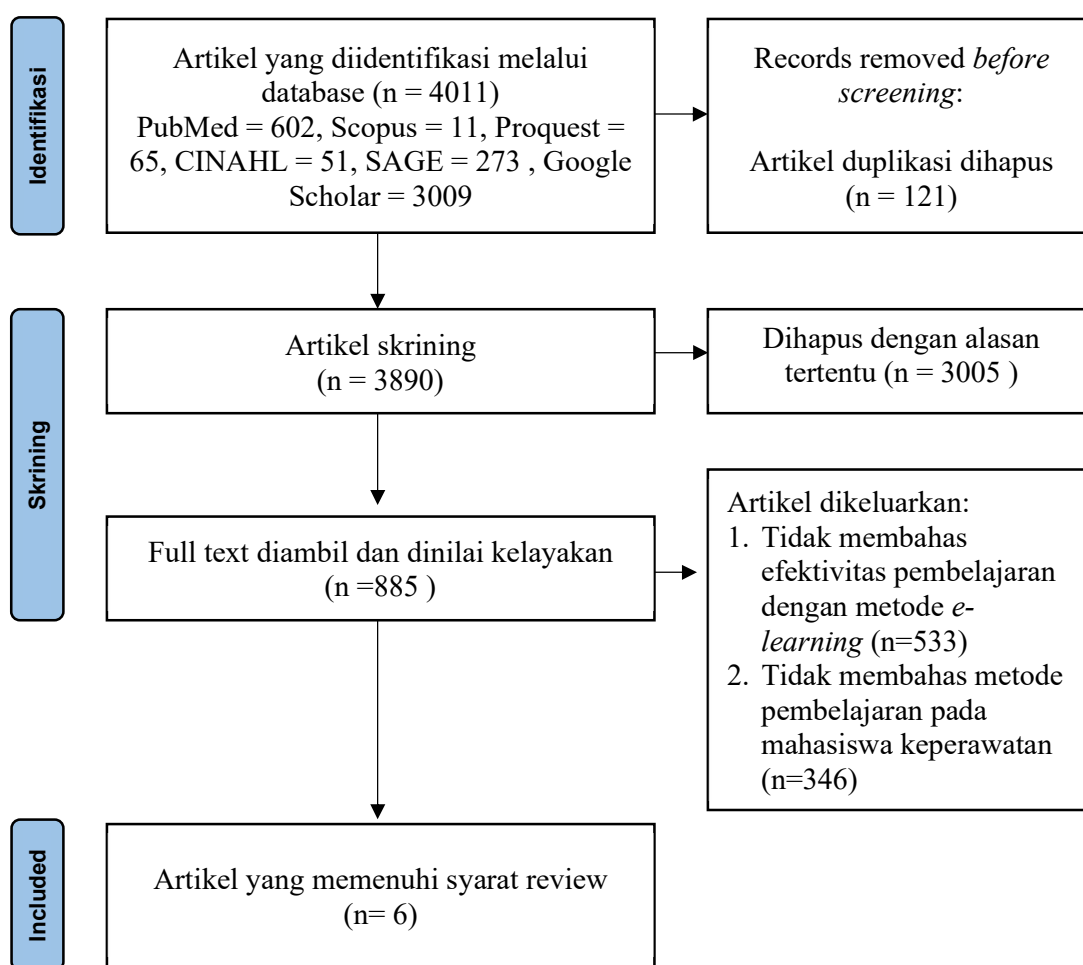 Identifikasi
Artikel yang diidentifikasi melalui
database (n = 4011)
PubMed = 602, Scopus = 11, Proquest =
65, CINAHL = 51, SAGE = 273 , Google
Scholar = 3009
Records removed before
screening:
Artikel duplikasi dihapus
(n = 121)
Skrining
Artikel skrining
(n = 3890)
Dihapus dengan alasan
tertentu (n = 3005 )
Full text diambil dan dinilai kelayakan
(n =885 )
Artikel dikeluarkan:
1. Tidak membahas
efektivitas pembelajaran
dengan metode e-
learning (n=533)
2. Tidak membahas metode
pembelajaran pada
mahasiswa keperawatan
(n=346)
Included
Artikel yang memenuhi syarat review
(n= 6)